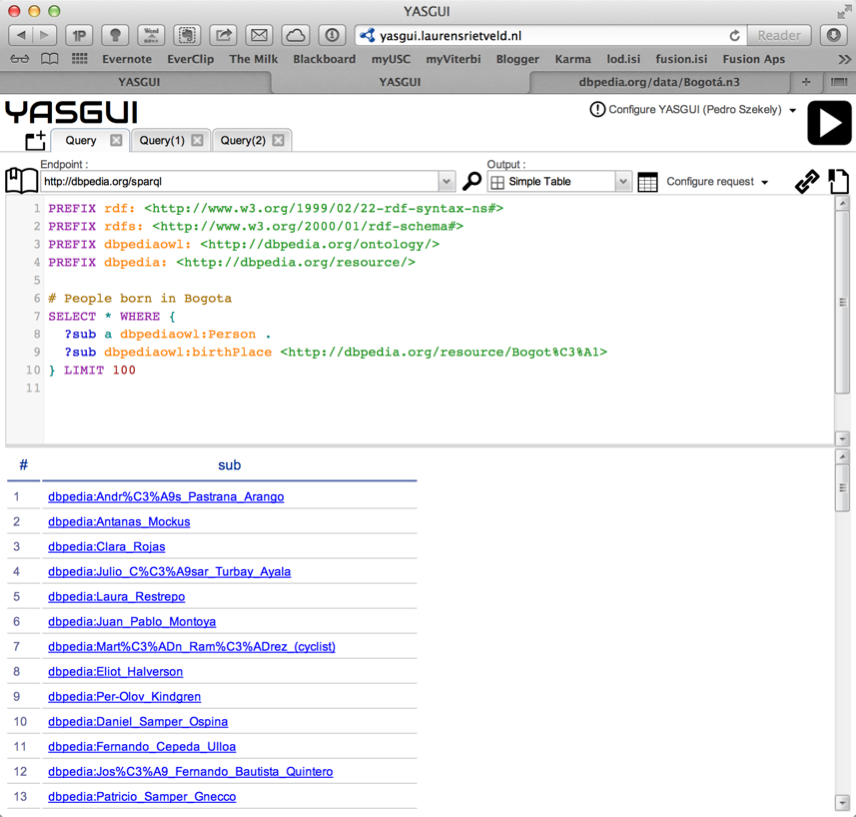 YASGUI
1P
Word
yasgui.laurensrietveld.nl
Reader
Evernote EverClip The Milk Blackboard myUSC myViterbi Blogger Karma lod.isi fusion.isi Fusion Aps
YASGUI YASGUI dbpedia.org/data/Bogotá.n3
YASGUI
Configure YASGUI (Pedro Szekely)
Query Query(1) Query(2)
Endpoint : Output :
http://dbpedia.org/sparql Simple Table Configure request
1 PREFIX rdf: <http://www.w3.org/1999/02/22-rdf-syntax-ns#>
2 PREFIX rdfs: <http://www.w3.org/2000/01/rdf-schema#>
3 PREFIX dbpediaowl: <http://dbpedia.org/ontology/>
4 PREFIX dbpedia: <http://dbpedia.org/resource/>
5
6 # People born in Bogota
7 SELECT * WHERE {
8 ?sub a dbpediaowl:Person .
9 ?sub dbpediaowl:birthPlace <http://dbpedia.org/resource/Bogot%C3%A1>
10 } LIMIT 100
11
# sub
1 dbpedia:Andr%C3%A9s_Pastrana_Arango
2 dbpedia:Antanas_Mockus
3 dbpedia:Clara_Rojas
4 dbpedia:Julio_C%C3%A9sar_Turbay_Ayala
5 dbpedia:Laura_Restrepo
6 dbpedia:Juan_Pablo_Montoya
7 dbpedia:Mart%C3%ADn_Ram%C3%ADrez_(cyclist)
8 dbpedia:Eliot_Halverson
9 dbpedia:Per-Olov_Kindgren
10 dbpedia:Daniel_Samper_Ospina
11 dbpedia:Fernando_Cepeda_Ulloa
12 dbpedia:Jos%C3%A9_Fernando_Bautista_Quintero
13 dbpedia:Patricio_Samper_Gnecco